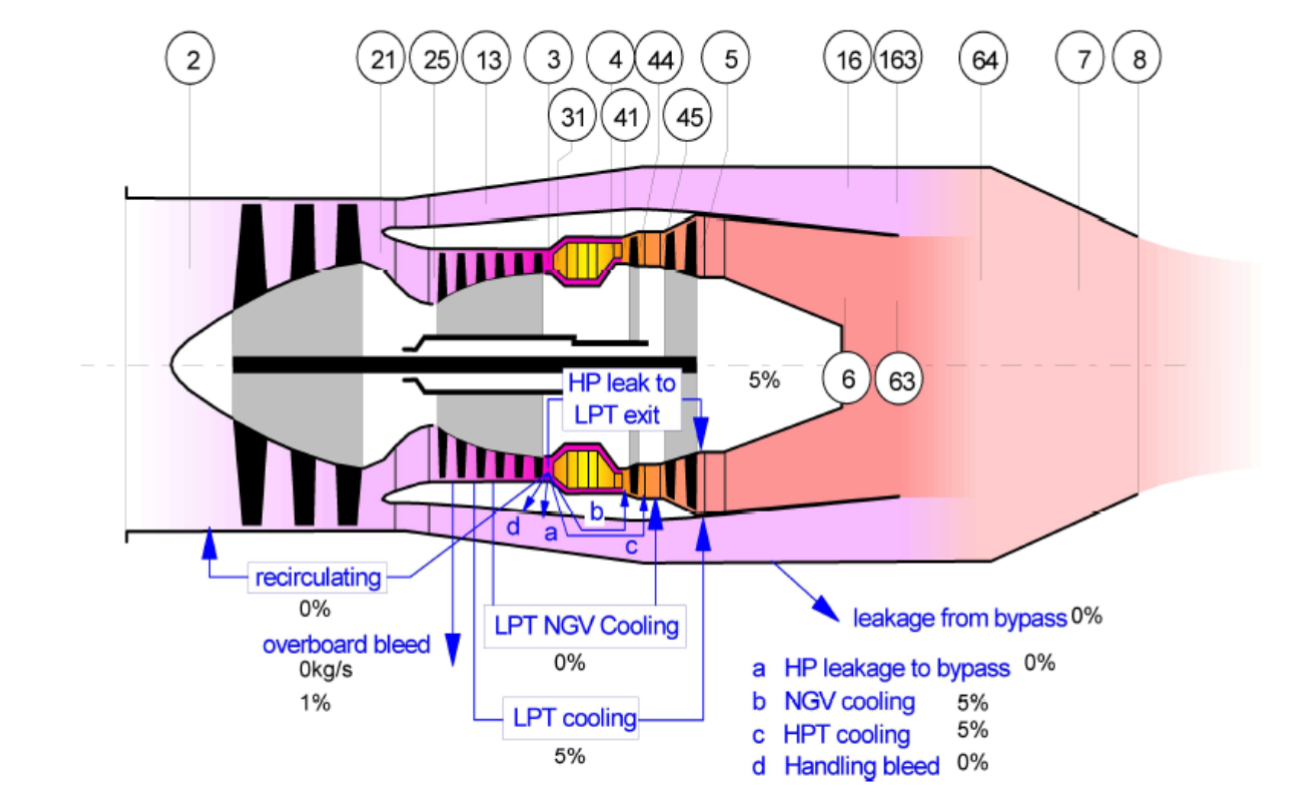 2
21
25
13
3
4
44
5
16
163
64
7
8
31
41
45
HP leak to
LPT exit
5%
6
63
d
a
b
c
recirculating
0%
overboard bleed
0kg/s
1%
LPT NGV Cooling
0%
LPT cooling
5%
leakage from bypass 0%
a HP leakage to bypass 0%
b NGV cooling 5%
c HPT cooling 5%
d Handling bleed 0%